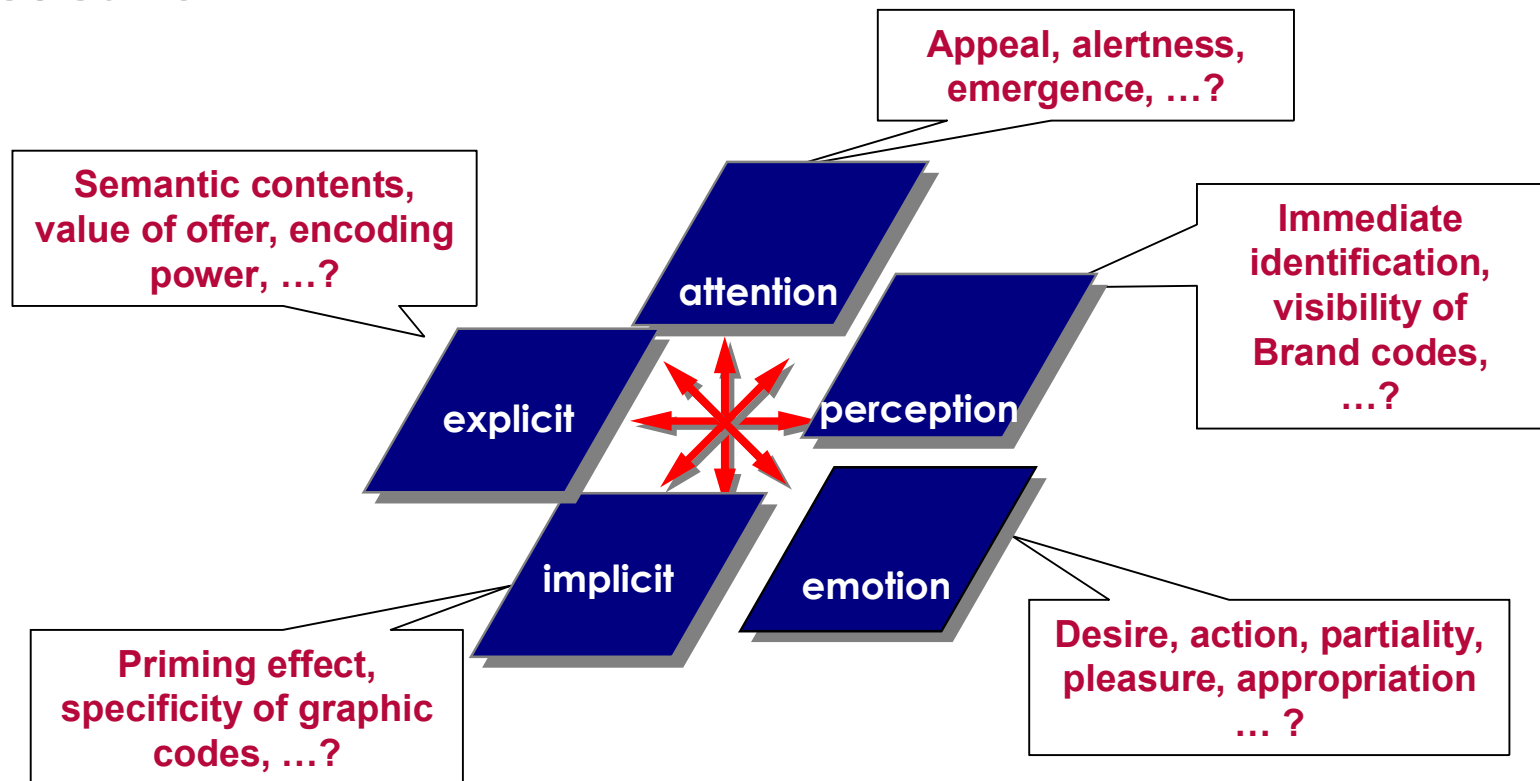 Appeal, alertness,
emergence, …?
Semantic contents,
value of offer, encoding
power, …?
Immediate
identification,
visibility of
Brand codes,
…?
attention
perception
explicit
implicit
emotion
Priming effect,
specificity of graphic
codes, …?
Desire, action, partiality,
pleasure, appropriation
… ?